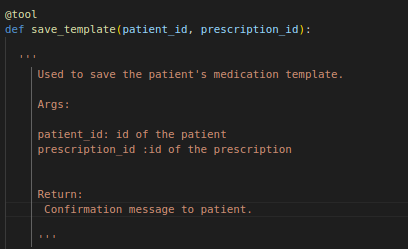 @tool
def save_template(patient_id, prescription_id):
'''
Used to save the patient's medication template.
Args:
patient_id: id of the patient
prescription_id :id of the prescription
Return:
Confirmation message to patient.
'''